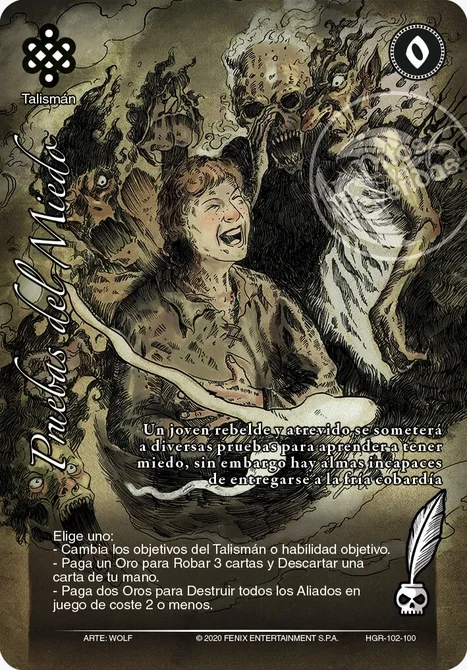 0
Talismán
Pruebas del Miedo
Un joven rebelde y atrevido se someterá
a diversas pruebas para aprender a tener
miedo, sin embargo hay almas incapaces
de entregarse a la fría cobardía
Elige uno:
- Cambia los objetivos del Talismán o habilidad objetivo.
- Paga un Oro para Robar 3 cartas y Descartar una
carta de tu mano.
- Paga dos Oros para Destruir todos los Aliados en
juego de coste 2 o menos.
ARTE: WOLF © 2020 FENIX ENTERTAINMENT S.P.A. HGR-102-100